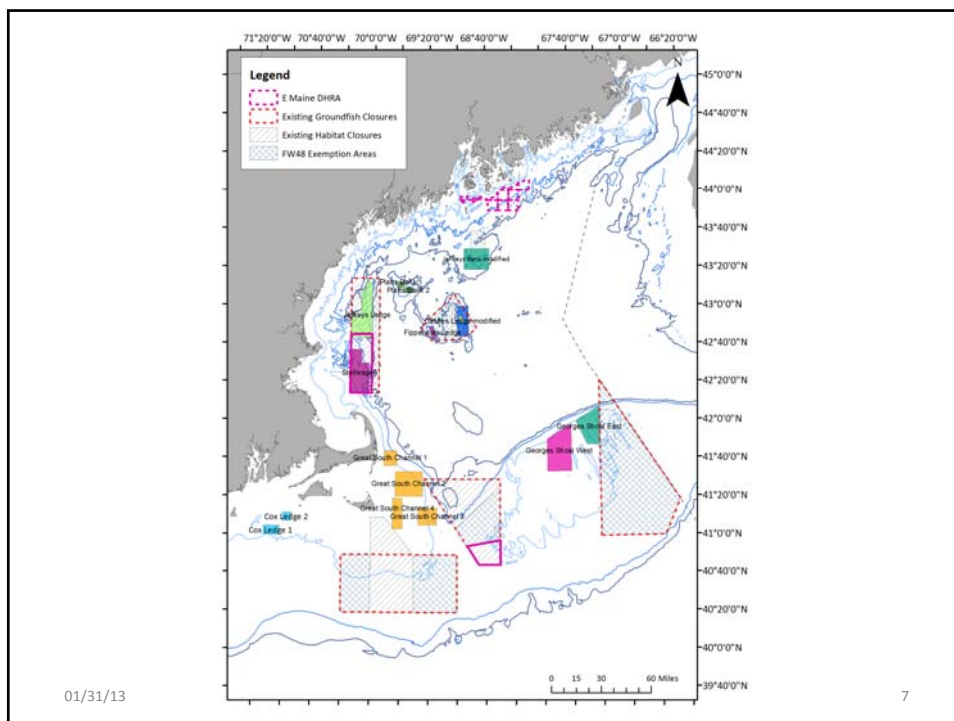 71°20'0"W 70°40'0"W 70°0'0"W 69°20'0"W 68°40'0"W 67°40'0"W 67°0'0"W 66°20'0"W
N
Legend
E Maine DHRA
Existing Groundfish Closures
Existing Habitat Closures
FW48 Exemption Areas
45°0'0"N
44°40'0"N
44°20'0"N
44°0'0"N
43°40'0"N
43°20'0"N
43°0'0"N
42°40'0"N
42°20'0"N
42°0'0"N
41°40'0"N
41°20'0"N
41°0'0"N
40°40'0"N
40°20'0"N
40°0'0"N
39°40'0"N
Jeffreys Bank modified
Platts Bank 2
Jeffreys Ledge
Georges Shoal East
Georges Shoal West
Great South Channel 1
Great South Channel 2
Great South Channel 4
Great South Channel 3
Cox Ledge 2
Cox Ledge 1
0 15 30 60 Miles
01/31/13
7